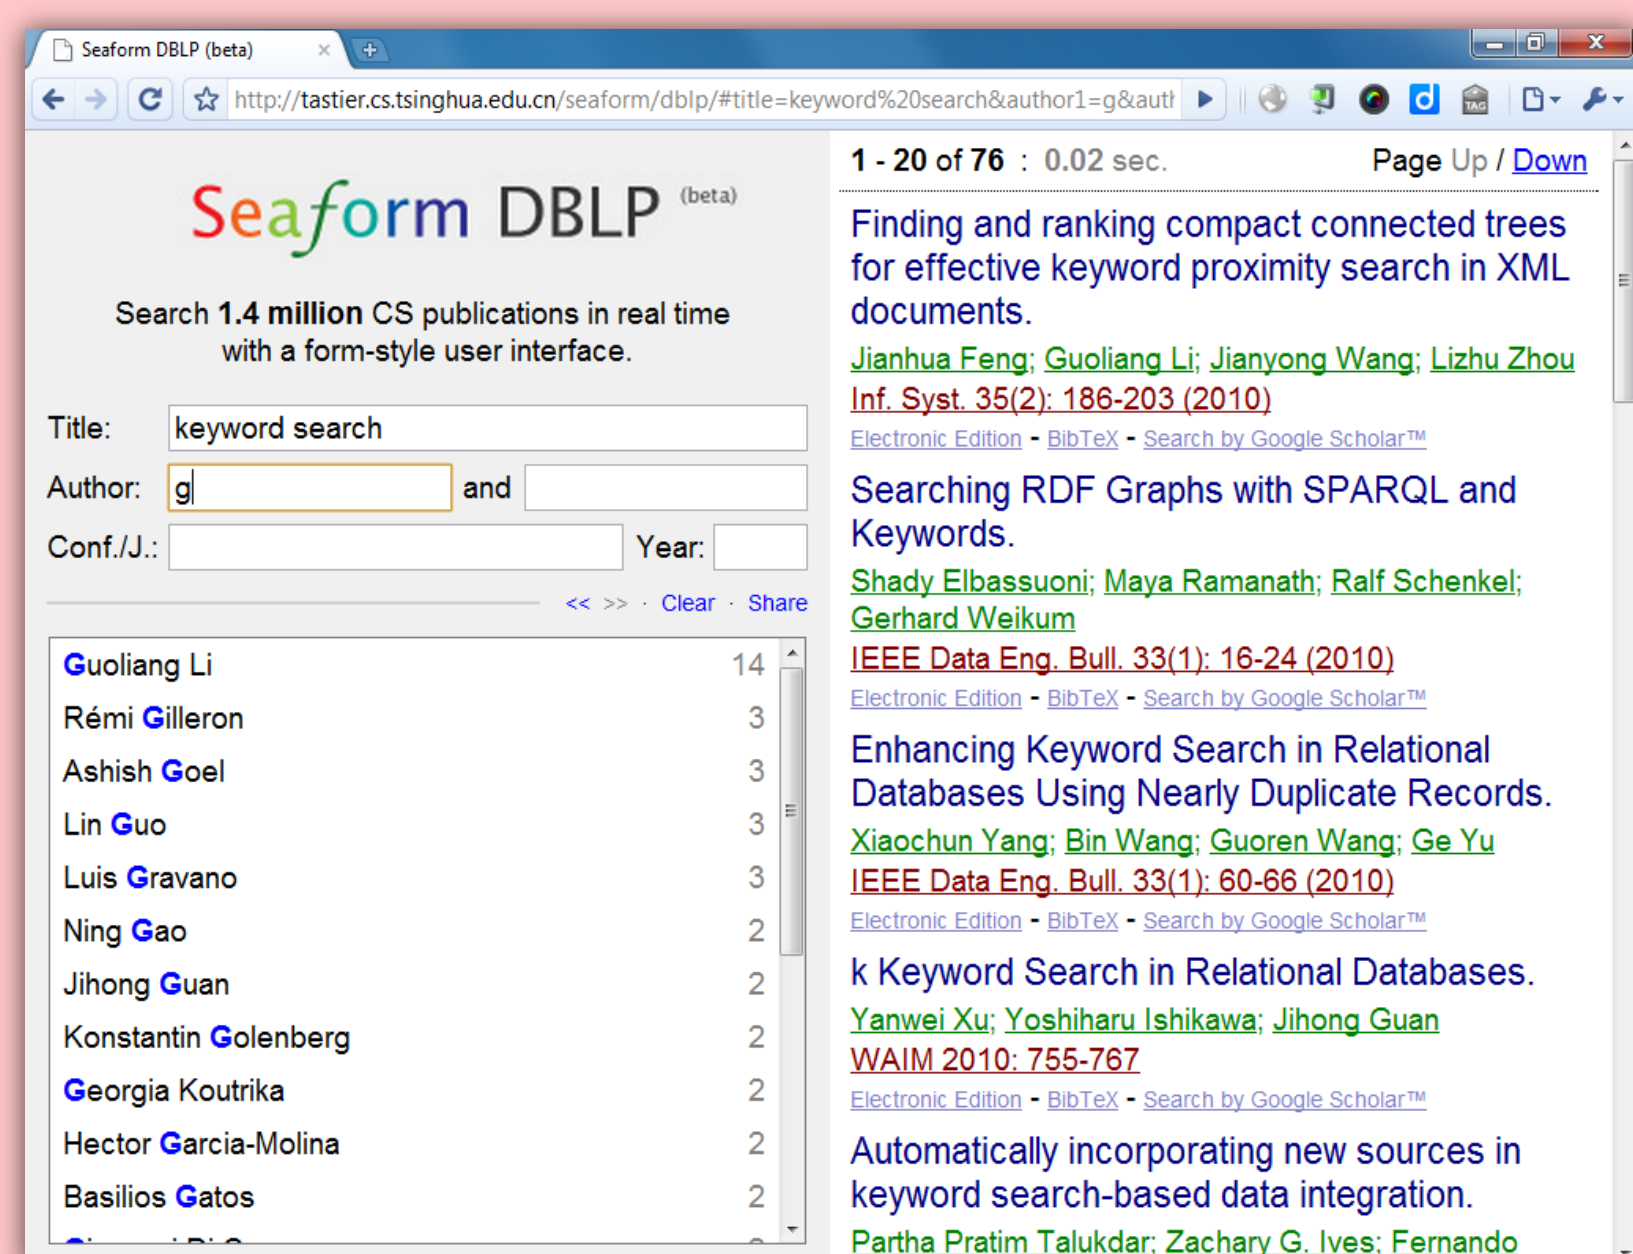 Seaform DBLP (beta)
http://tastier.cs.tsinghua.edu.cn/seaform/dblp/#title=keyword%20search&author1=g&auth
TAG
Seaform DBLP (beta)
Search 1.4 million CS publications in real time
with a form-style user interface.
Title: keyword search
Author: g and
Conf./J.: Year:
<< >> · Clear · Share
Guoliang Li 14
Rémi Gilleron 3
Ashish Goel 3
Lin Guo 3
Luis Gravano 3
Ning Gao 2
Jihong Guan 2
Konstantin Golenberg 2
Georgia Koutrika 2
Hector Garcia-Molina 2
Basilios Gatos 2
1 - 20 of 76 : 0.02 sec. Page Up / Down
Finding and ranking compact connected trees
for effective keyword proximity search in XML
documents.
Jianhua Feng; Guoliang Li; Jianyong Wang; Lizhu Zhou
Inf. Syst. 35(2): 186-203 (2010)
Electronic Edition - BibTeX - Search by Google Scholar™
Searching RDF Graphs with SPARQL and
Keywords.
Shady Elbassuoni; Maya Ramanath; Ralf Schenkel;
Gerhard Weikum
IEEE Data Eng. Bull. 33(1): 16-24 (2010)
Electronic Edition - BibTeX - Search by Google Scholar™
Enhancing Keyword Search in Relational
Databases Using Nearly Duplicate Records.
Xiaochun Yang; Bin Wang; Guoren Wang; Ge Yu
IEEE Data Eng. Bull. 33(1): 60-66 (2010)
Electronic Edition - BibTeX - Search by Google Scholar™
k Keyword Search in Relational Databases.
Yanwei Xu; Yoshiharu Ishikawa; Jihong Guan
WAIM 2010: 755-767
Electronic Edition - BibTeX - Search by Google Scholar™
Automatically incorporating new sources in
keyword search-based data integration.
Partha Pratim Talukdar; Zachary G. Ives; Fernando